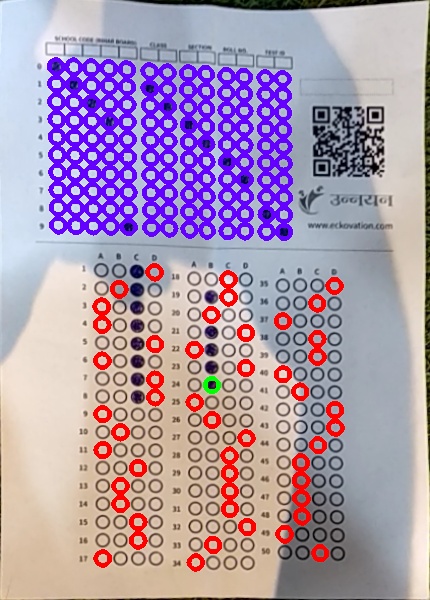 SCHOOL CODE (BIHAR BOARD) CLASS SECTION ROLL NO. TEST ID
0
1
2
3
4
5
6
7
8
9
उन्नयन
www.eckovation.com
A B C D A B C D A B C D
1 18 35
2 19 36
3 20 37
4 21 38
5 22 39
6 23 40
7 24 41
8 25 42
9 26 43
10 27 44
11 28 45
12 29 46
13 30 47
14 31 48
15 32 49
16 33 50
17 34